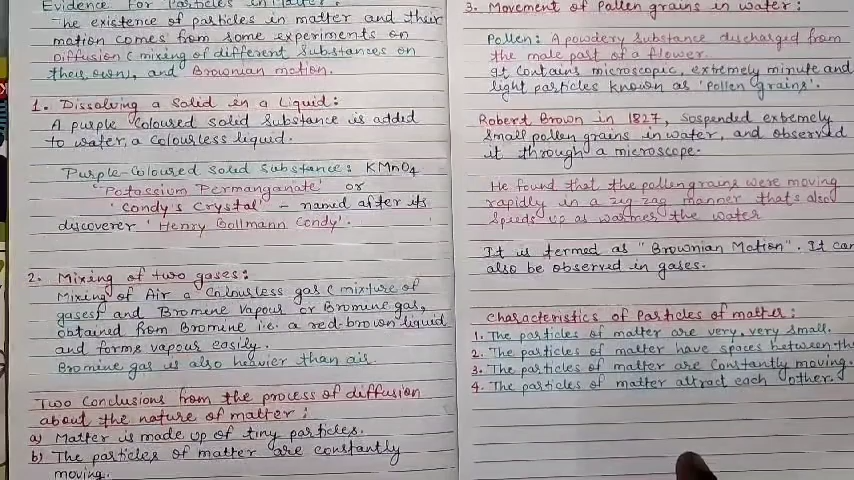 Evidence For Particles in Matter:
The existence of particles in matter and their
motion comes from some experiments on
Diffusion (mixing of different substances on
their own, and Brownian motion.
1. Dissolving a solid in a Liquid:
A purple coloured solid substance is added
to water, a colourless liquid.
Purple-Coloured Solid Substance: KMnO4
"Potassium Permanganate' or
'Condy's Crystal' - named after its
discoverer 'Henry Bollmann Condy'.
2. Mixing of two gases:
Mixing of Air a Colourless gas (mixture of
gases) and Bromine Vapour or Bromine gas,
obtained from Bromine i.e. a red-brown liquid
and forms vapour easily.
Bromine gas is also heavier than air.
Two Conclusions from the process of diffusion
about the nature of matter:
a) Matter is made up of tiny particles.
b) The particles of matter are constantly
moving.
3. Movement of Pollen grains in water:
Pollen: A powdery substance discharged from
the male part of a flower.
It contains microscopic, extremely minute and
light particles known as 'Pollen grains'.
Robert Brown in 1827, suspended extremely
small pollen grains in water, and observed
it through a microscope.
He found that the pollen grains were moving
rapidly in a zig-zag manner that's also
speeds up as warmer the water
It is termed as "Brownian Motion". It can
also be observed in gases.
Characteristics of Particles of matter:
1. The particles of matter are very, very small.
2. The particles of matter have spaces between
3. The particles of matter are constantly moving.
4. The particles of matter attract each other.